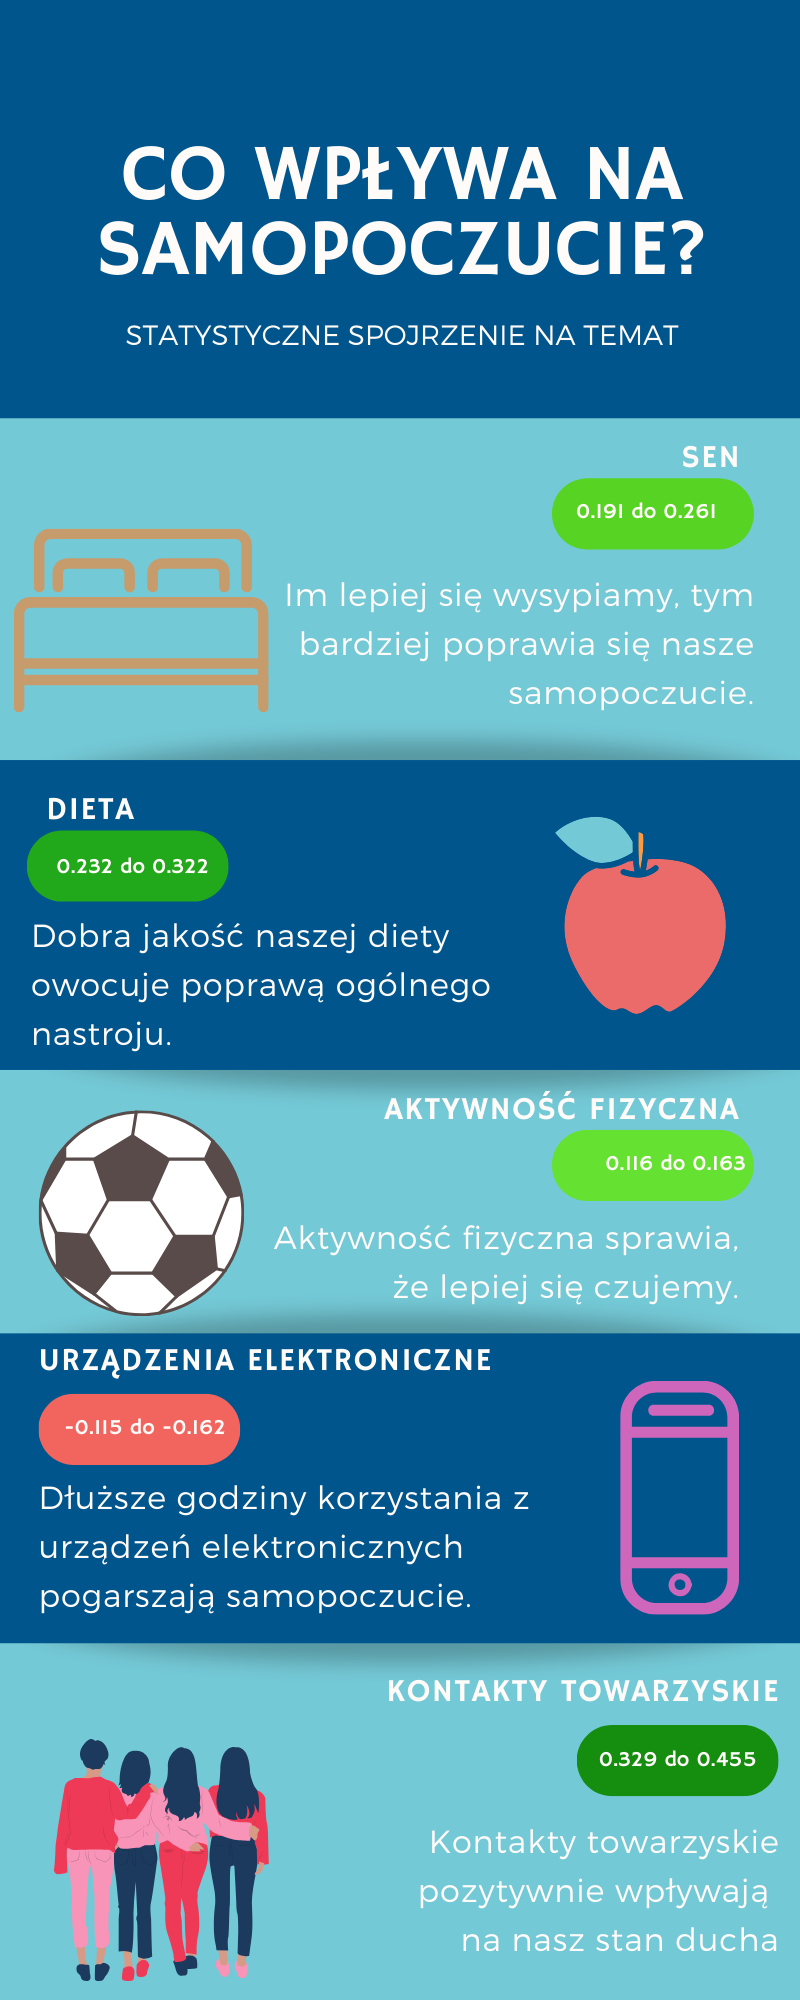 CO WPŁYWA NA
SAMOPOCZUCIE?
STATYSTYCZNE SPOJRZENIE NA TEMAT
SEN
0.191 do 0.261
Im lepiej się wysypiamy, tym
bardziej poprawia się nasze
samopoczucie.
DIETA
0.232 do 0.322
Dobra jakość naszej diety
owocuje poprawą ogólnego
nastroju.
AKTYWNOŚĆ FIZYCZNA
0.116 do 0.163
Aktywność fizyczna sprawia,
że lepiej się czujemy.
URZĄDZENIA ELEKTRONICZNE
-0.115 do -0.162
Dłuższe godziny korzystania z
urządzeń elektronicznych
pogarszają samopoczucie.
KONTAKTY TOWARZYSKIE
0.329 do 0.455
Kontakty towarzyskie
pozytywnie wpływają
na nasz stan ducha